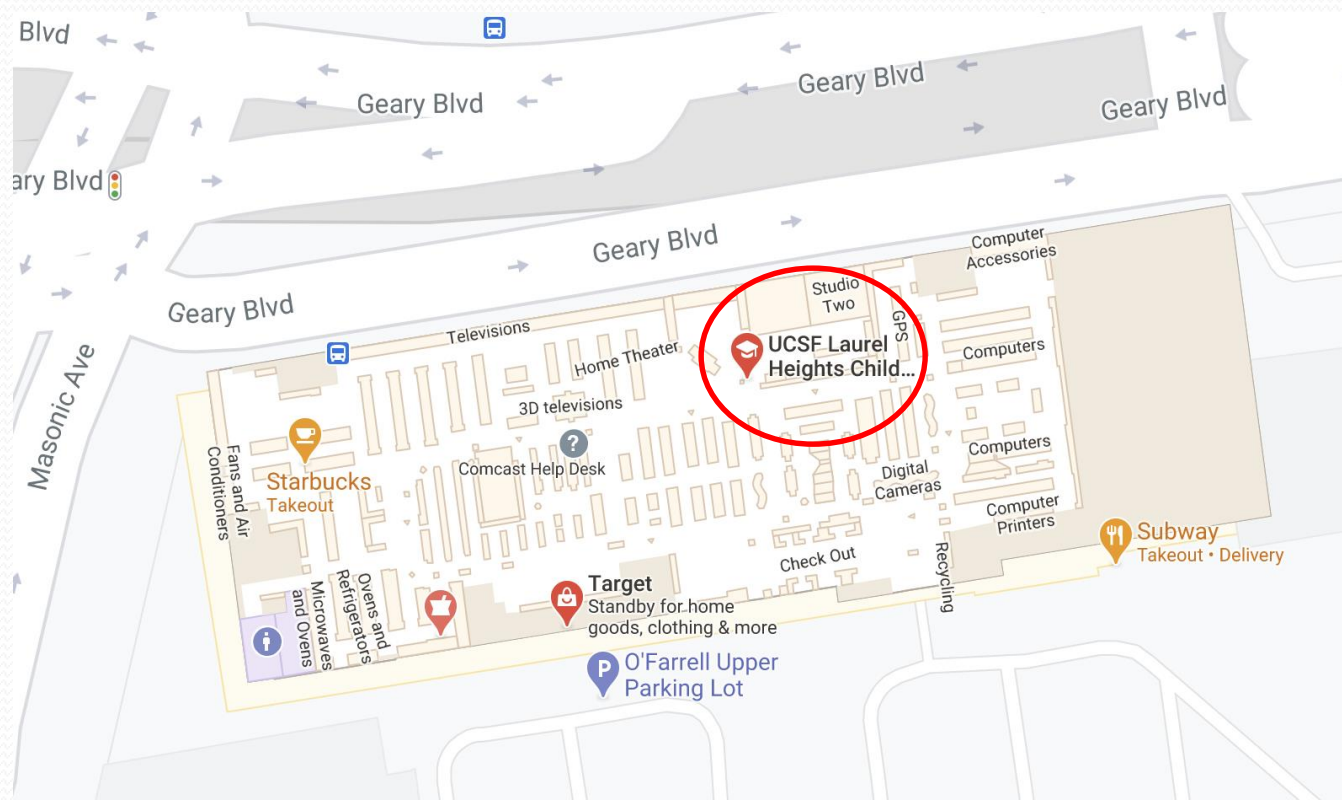 Blvd
Geary Blvd
Geary Blvd
Geary Blvd
ary Blvd
Geary Blvd
Geary Blvd
Masonic Ave
Computer
Accessories
Studio
Two
GPS
Televisions
Home Theater
UCSF Laurel
Heights Child...
Computers
3D televisions
Comcast Help Desk
Starbucks
Takeout
Fans and Air
Conditioners
Computers
Digital
Cameras
Computer
Printers
Subway
Takeout • Delivery
Check Out
Recycling
Ovens and
Refrigerators
Microwaves
and Ovens
Target
Standby for home
goods, clothing & more
P
O'Farrell Upper
Parking Lot